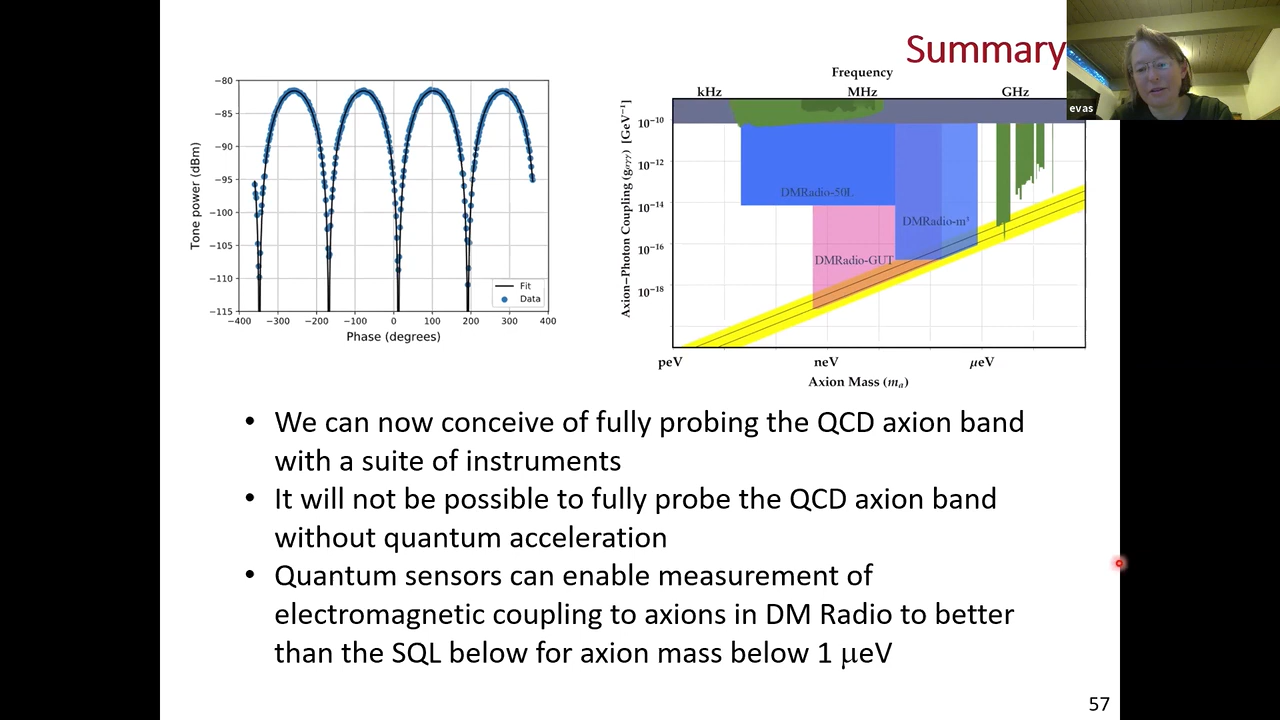 Summary
evas
−80
−85
−90
−95
−100
−105
−110
−115
Tone power (dBm)
−400 −300 −200 −100 0 100 200 300 400
Phase (degrees)
Fit
Data
Frequency
kHz MHz GHz
10⁻¹⁰
10⁻¹²
10⁻¹⁴
10⁻¹⁶
10⁻¹⁸
Axion−Photon Coupling (gₐγγ) [GeV⁻¹]
DMRadio-50L
DMRadio-m³
DMRadio-GUT
peV neV μeV
Axion Mass (mₐ)
• We can now conceive of fully probing the QCD axion band
with a suite of instruments
• It will not be possible to fully probe the QCD axion band
without quantum acceleration
• Quantum sensors can enable measurement of
electromagnetic coupling to axions in DM Radio to better
than the SQL below for axion mass below 1 μeV
57